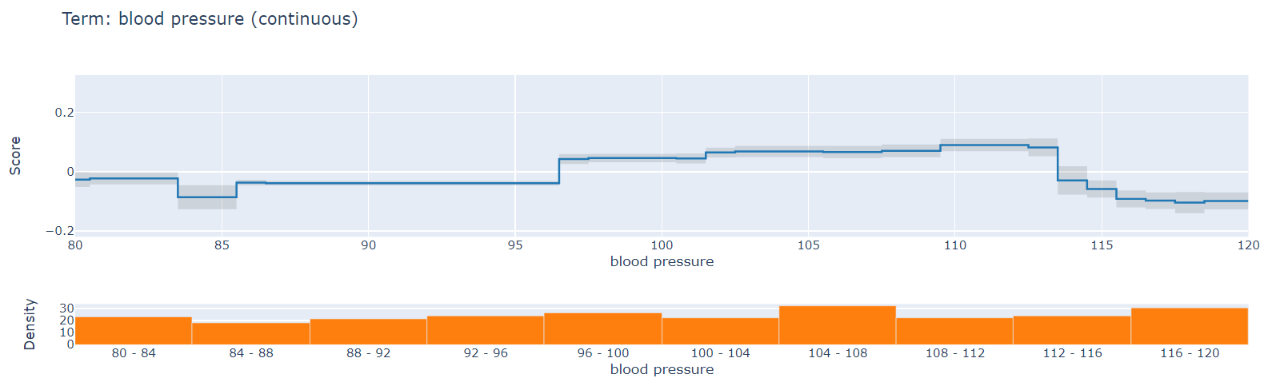 Term: blood pressure (continuous)
Score
0.2
0
−0.2
80 85 90 95 100 105 110 115 120
blood pressure
Density
30
20
10
0
80 - 84 84 - 88 88 - 92 92 - 96 96 - 100 100 - 104 104 - 108 108 - 112 112 - 116 116 - 120
blood pressure